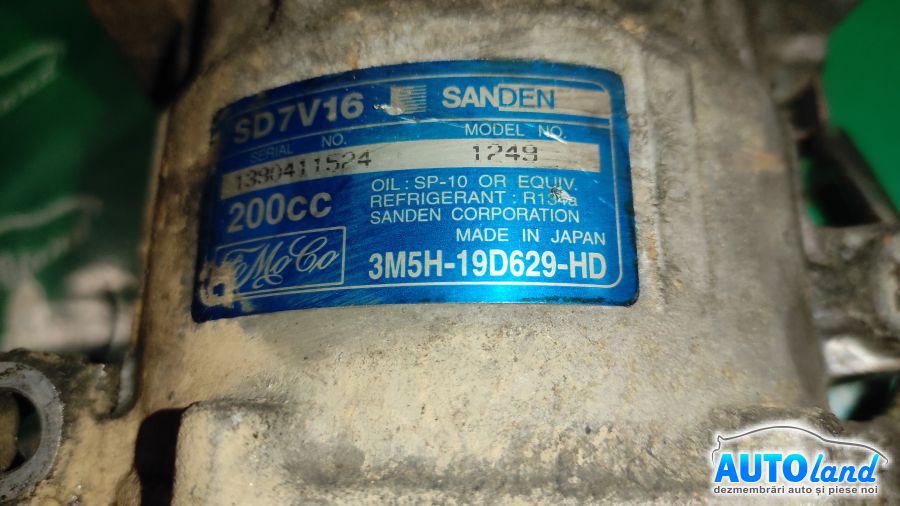 SD7V16 SANDEN
SERIAL NO. MODEL NO.
1390411524 1249
200cc
OIL : SP-10 OR EQUIV.
REFRIGERANT : R134a
SANDEN CORPORATION
MADE IN JAPAN
FoMoCo 3M5H-19D629-HD
AUTOland
dezmembrări auto și piese noi